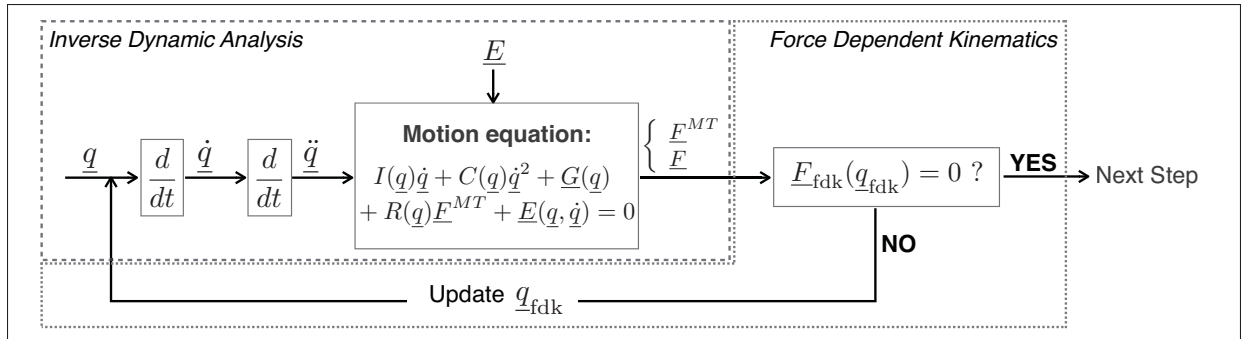 Inverse Dynamic Analysis
Force Dependent Kinematics
E
Motion equation:
I(q)q̇ + C(q)q̇² + G(q)
+ R(q)F^MT + E(q, q̇) = 0
q
d/dt
q̇
d/dt
q̈
{ F^MT
F
F_fdk(q_fdk) = 0 ?
YES
Next Step
NO
Update q_fdk